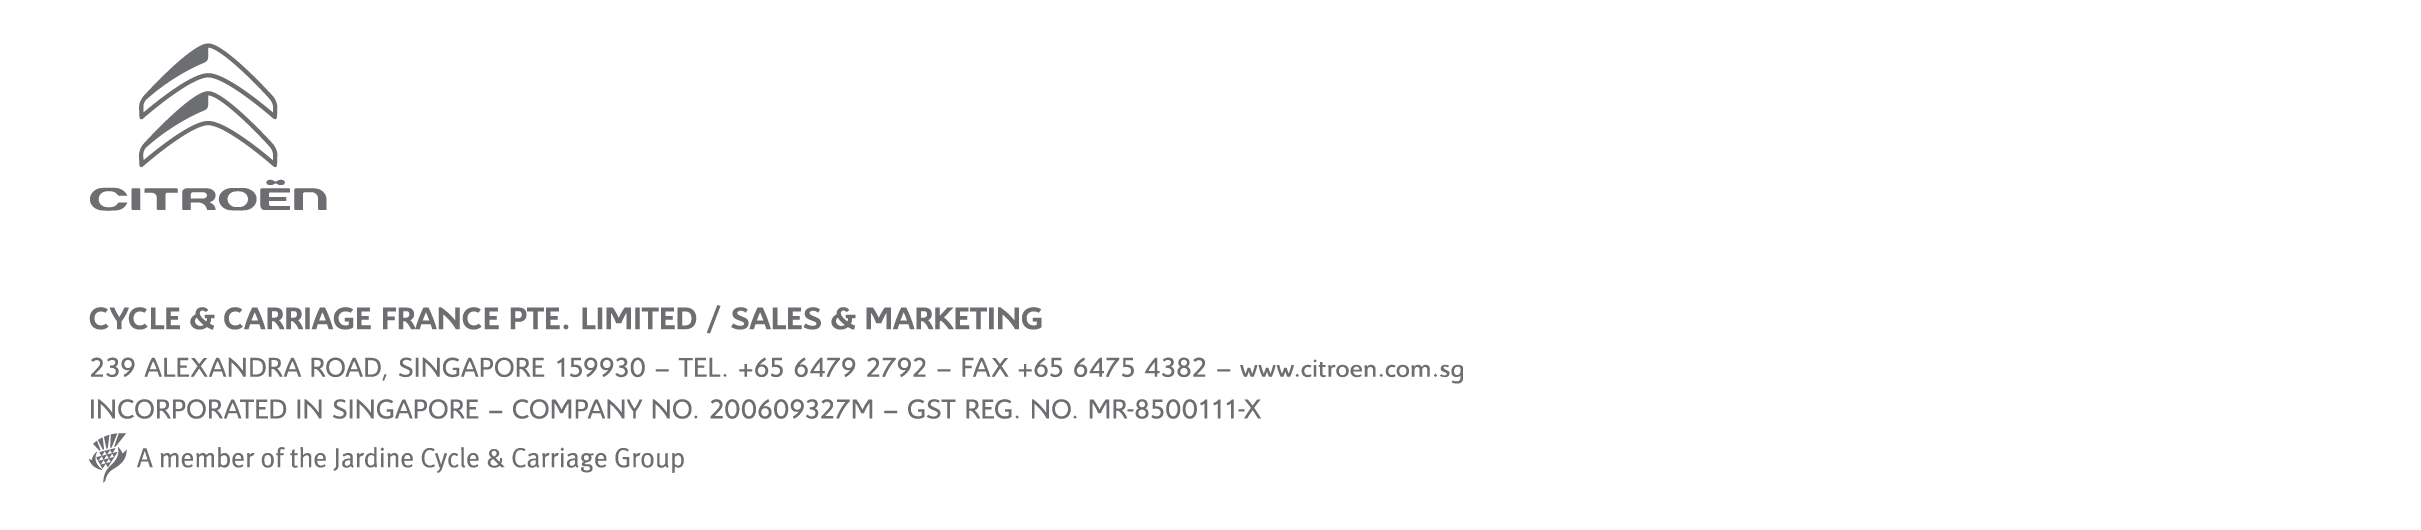 CITROËN
CYCLE & CARRIAGE FRANCE PTE. LIMITED / SALES & MARKETING
239 ALEXANDRA ROAD, SINGAPORE 159930 – TEL. +65 6479 2792 – FAX +65 6475 4382 – www.citroen.com.sg
INCORPORATED IN SINGAPORE – COMPANY NO. 200609327M – GST REG. NO. MR-8500111-X
A member of the Jardine Cycle & Carriage Group